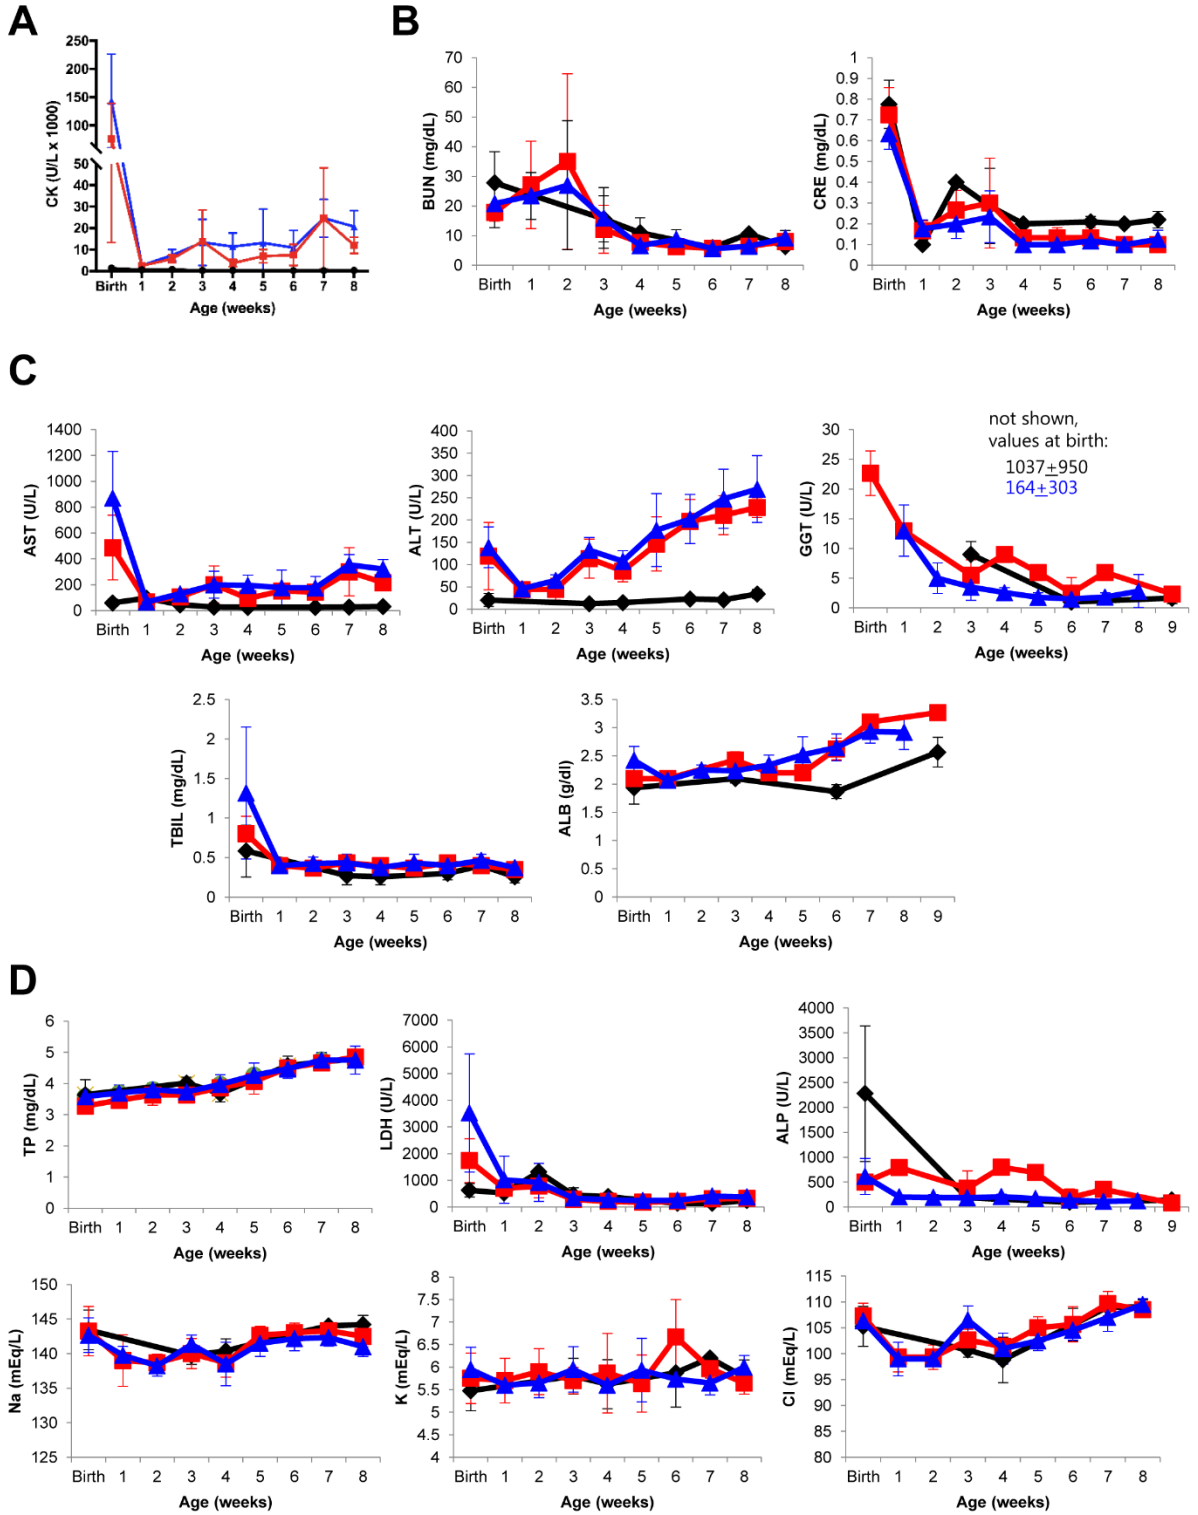 A
CK (U/L x 1000)
250
200
150
100
50
40
30
20
10
0
Birth 1 2 3 4 5 6 7 8
Age (weeks)
B
BUN (mg/dL)
70
60
50
40
30
20
10
0
Birth 1 2 3 4 5 6 7 8
Age (weeks)
CRE (mg/dL)
1
0.9
0.8
0.7
0.6
0.5
0.4
0.3
0.2
0.1
0
Birth 1 2 3 4 5 6 7 8
Age (weeks)
C
AST (U/L)
1400
1200
1000
800
600
400
200
0
Birth 1 2 3 4 5 6 7 8
Age (weeks)
ALT (U/L)
400
350
300
250
200
150
100
50
0
Birth 1 2 3 4 5 6 7 8
Age (weeks)
GGT (U/L)
30
25
20
15
10
5
0
not shown,
values at birth:
1037±950
164±303
Birth 1 2 3 4 5 6 7 8 9
Age (weeks)
TBIL (mg/dL)
2.5
2
1.5
1
0.5
0
Birth 1 2 3 4 5 6 7 8
Age (weeks)
ALB (g/dl)
3.5
3
2.5
2
1.5
1
0.5
0
Birth 1 2 3 4 5 6 7 8 9
Age (weeks)
D
TP (mg/dL)
6
5
4
3
2
1
0
Birth 1 2 3 4 5 6 7 8
Age (weeks)
LDH (U/L)
7000
6000
5000
4000
3000
2000
1000
0
Birth 1 2 3 4 5 6 7 8
Age (weeks)
ALP (U/L)
4000
3500
3000
2500
2000
1500
1000
500
0
Birth 1 2 3 4 5 6 7 8 9
Age (weeks)
Na (mEq/L)
150
145
140
135
130
125
Birth 1 2 3 4 5 6 7 8
Age (weeks)
K (mEq/L)
8
7.5
7
6.5
6
5.5
5
4.5
4
Birth 1 2 3 4 5 6 7 8
Age (weeks)
Cl (mEq/L)
115
110
105
100
95
90
85
80
Birth 1 2 3 4 5 6 7 8
Age (weeks)